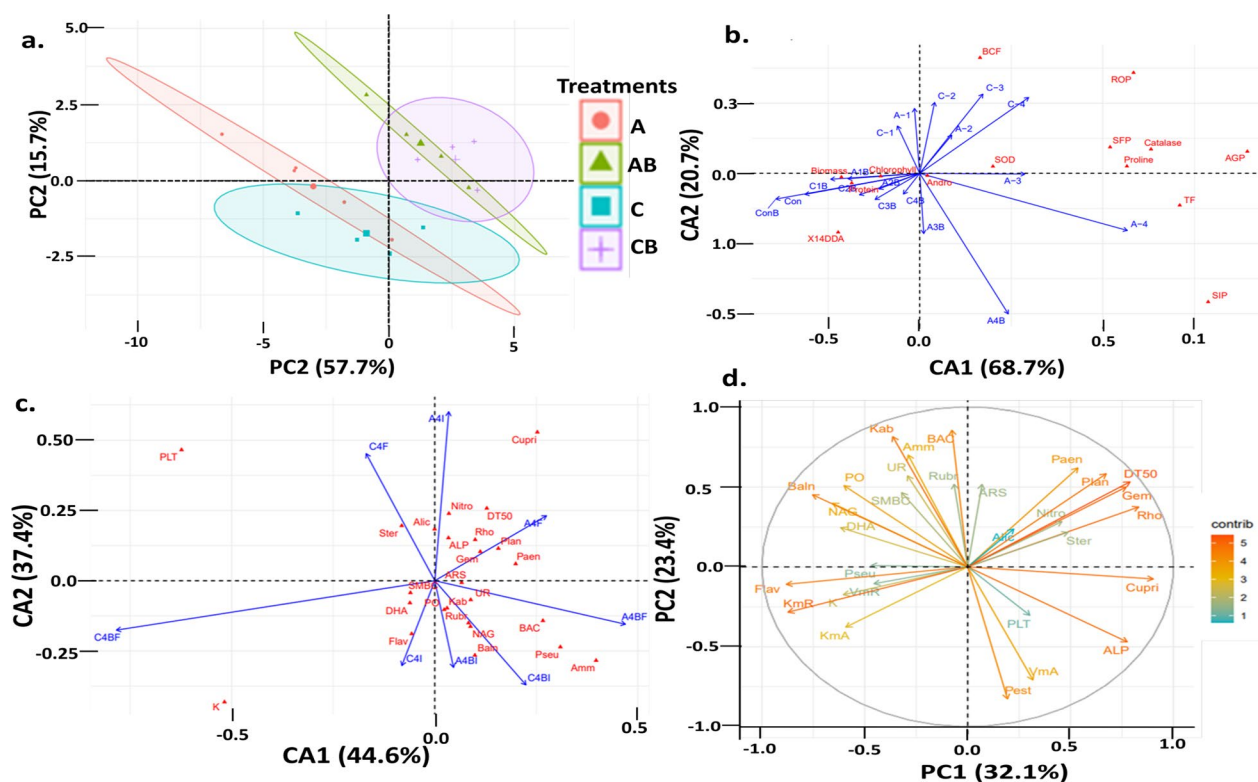 a.
5.0
2.5
0.0
-2.5
PC2 (15.7%)
-10
-5
0
5
PC2 (57.7%)
Treatments
A
AB
C
CB
b.
0.3
0.0
1.0
-0.5
CA2 (20.7%)
BCF
ROP
C-3
C-2
C-4
A-1
A-2
C-1
SFP
Catalase
AGP
SOD
Proline
Biomass
A1B
Chlorophyll
Andro
A-3
C1B
C2B
A2B
Protein
Con
C4B
TF
ConB
C3B
A3B
A-4
X14DDA
SIP
A4B
-0.5
0.0
0.5
0.1
CA1 (68.7%)
c.
0.50
0.25
0.0
-0.25
CA2 (37.4%)
A4I
Cupri
C4F
PLT
Nitro
DT50
A4F
Alic
Ster
Rho
ALP
Plan
Gem
Paen
ARS
SMBC
UR
DHA
PO
Kab
Rubr
BAC
A4BF
C4BF
Flav
NAG
C4I
A4BI
Baln
Pseu
Amm
C4BI
K
-0.5
0.0
0.5
CA1 (44.6%)
d.
1.0
0.5
0.0
-0.5
-1.0
PC2 (23.4%)
Kab
BAC
Amm
UR
Rubr
PO
SMBC
ARS
Paen
Plan
DT50
Gem
Rho
Baln
NAG
DHA
Nitro
Alic
Ster
Pseu
Flav
VmR
K
KmR
KmA
Cupri
PLT
ALP
VmA
Pest
contrib
5
4
3
2
1
-1.0
-0.5
0.0
0.5
1.0
PC1 (32.1%)